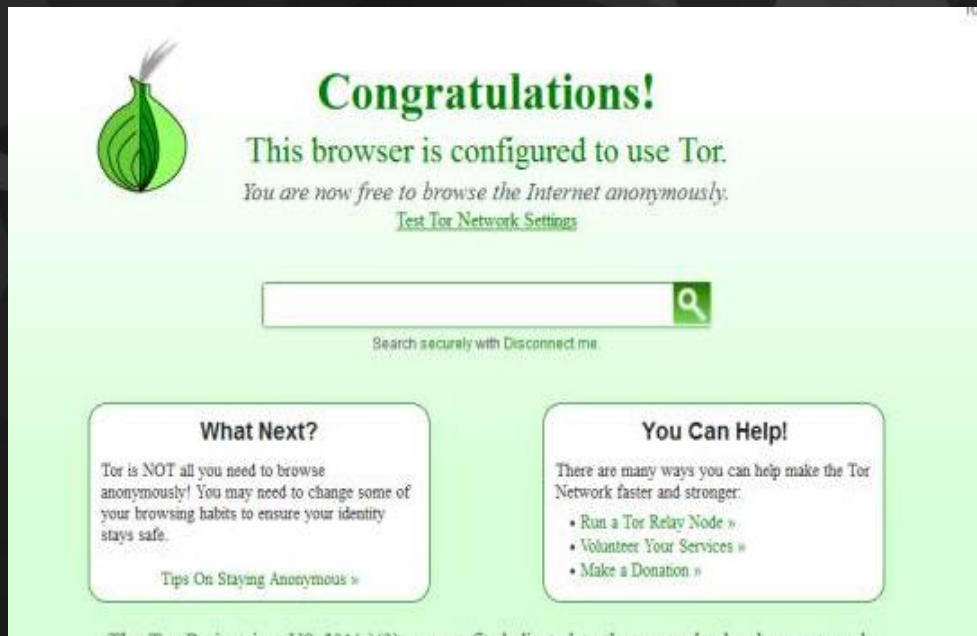 Congratulations!
This browser is configured to use Tor.
You are now free to browse the Internet anonymously.
Test Tor Network Settings
Search securely with Disconnect.me.
What Next?
Tor is NOT all you need to browse
anonymously! You may need to change some of
your browsing habits to ensure your identity
stays safe.
Tips On Staying Anonymous »
You Can Help!
There are many ways you can help make the Tor
Network faster and stronger:
• Run a Tor Relay Node »
• Volunteer Your Services »
• Make a Donation »